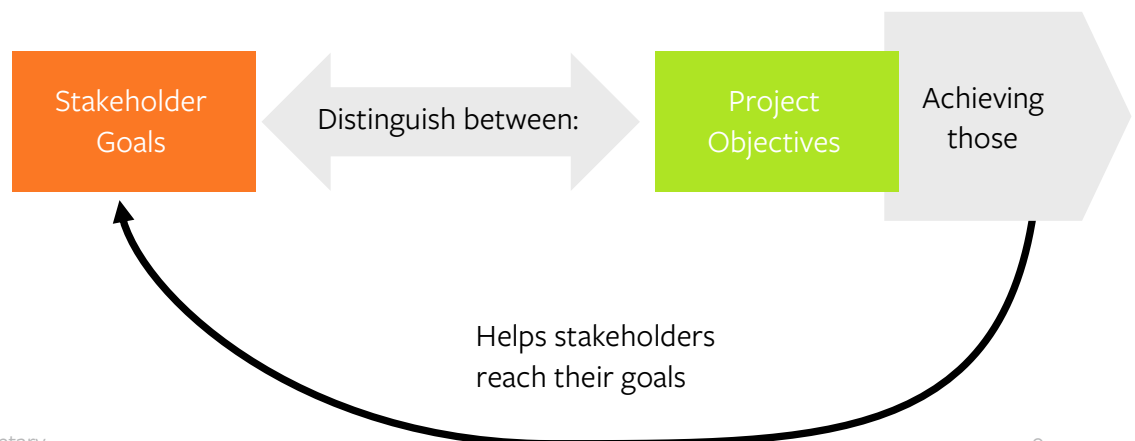 Stakeholder
Goals
Distinguish between:
Project
Objectives
Achieving
those
Helps stakeholders
reach their goals